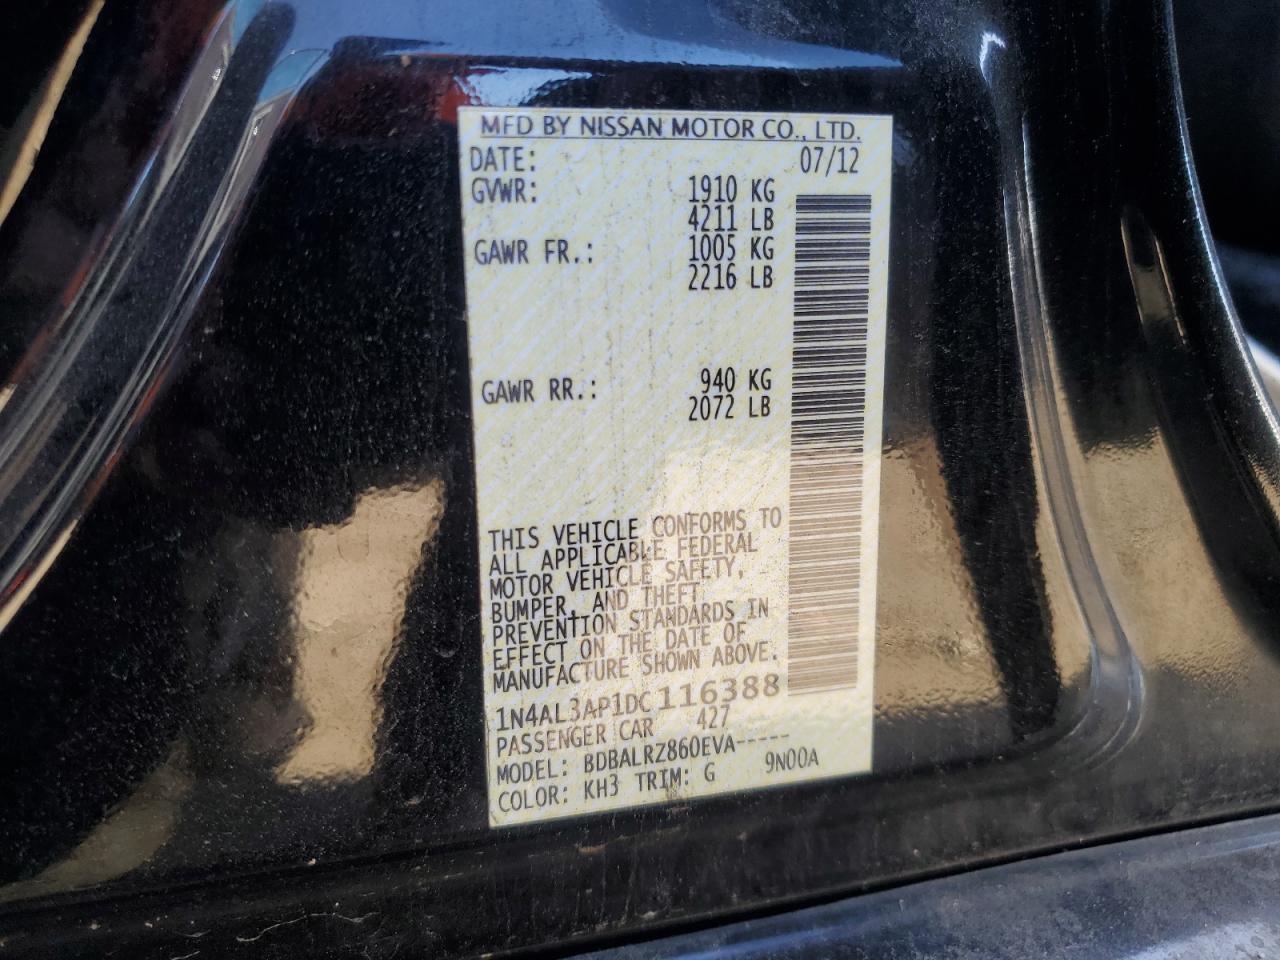 MFD BY NISSAN MOTOR CO., LTD.
DATE: 07/12
GVWR: 1910 KG
4211 LB
GAWR FR.: 1005 KG
2216 LB
GAWR RR.: 940 KG
2072 LB
THIS VEHICLE CONFORMS TO
ALL APPLICABLE FEDERAL
MOTOR VEHICLE SAFETY,
BUMPER, AND THEFT
PREVENTION STANDARDS IN
EFFECT ON THE DATE OF
MANUFACTURE SHOWN ABOVE.
1N4AL3AP1DC116388
PASSENGER CAR 427
MODEL: BDBALRZ860EVA------
COLOR: KH3 TRIM: G 9N00A